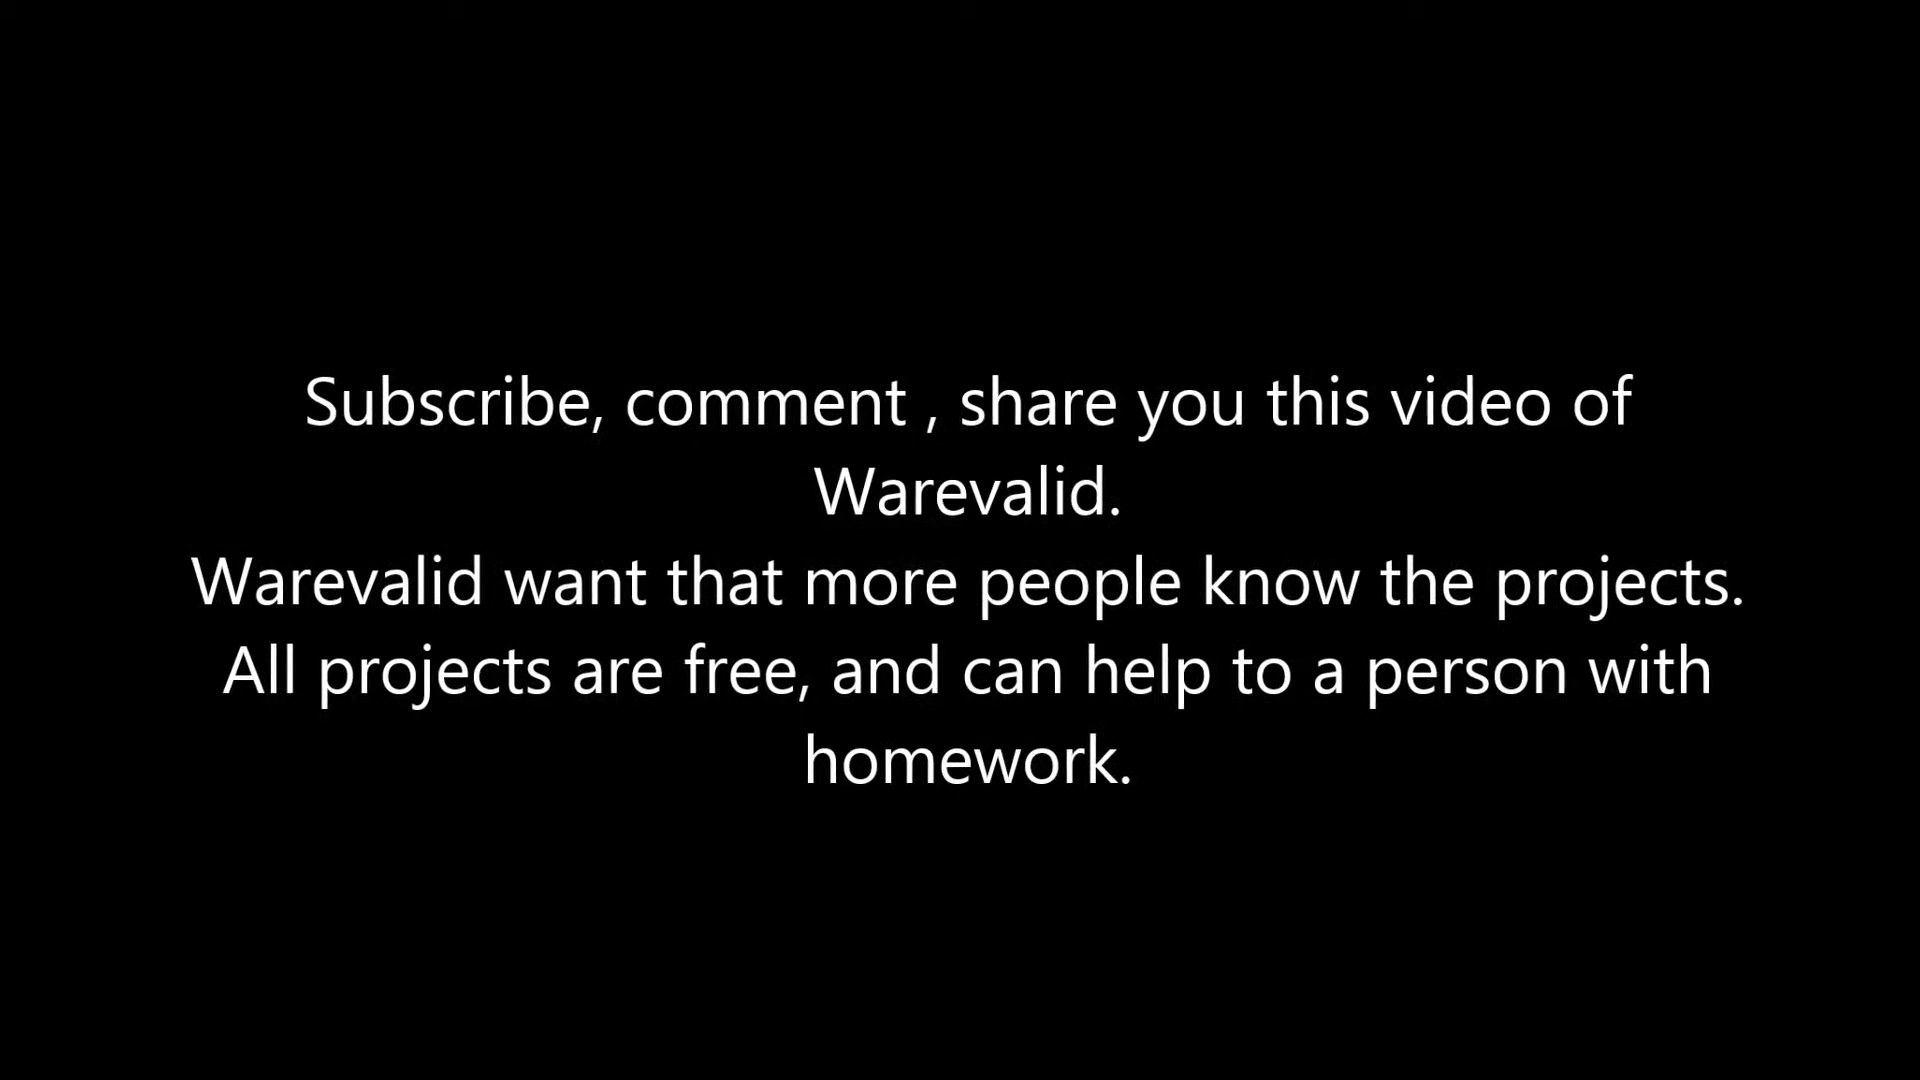 Subscribe, comment , share you this video of
Warevalid.
Warevalid want that more people know the projects.
All projects are free, and can help to a person with
homework.